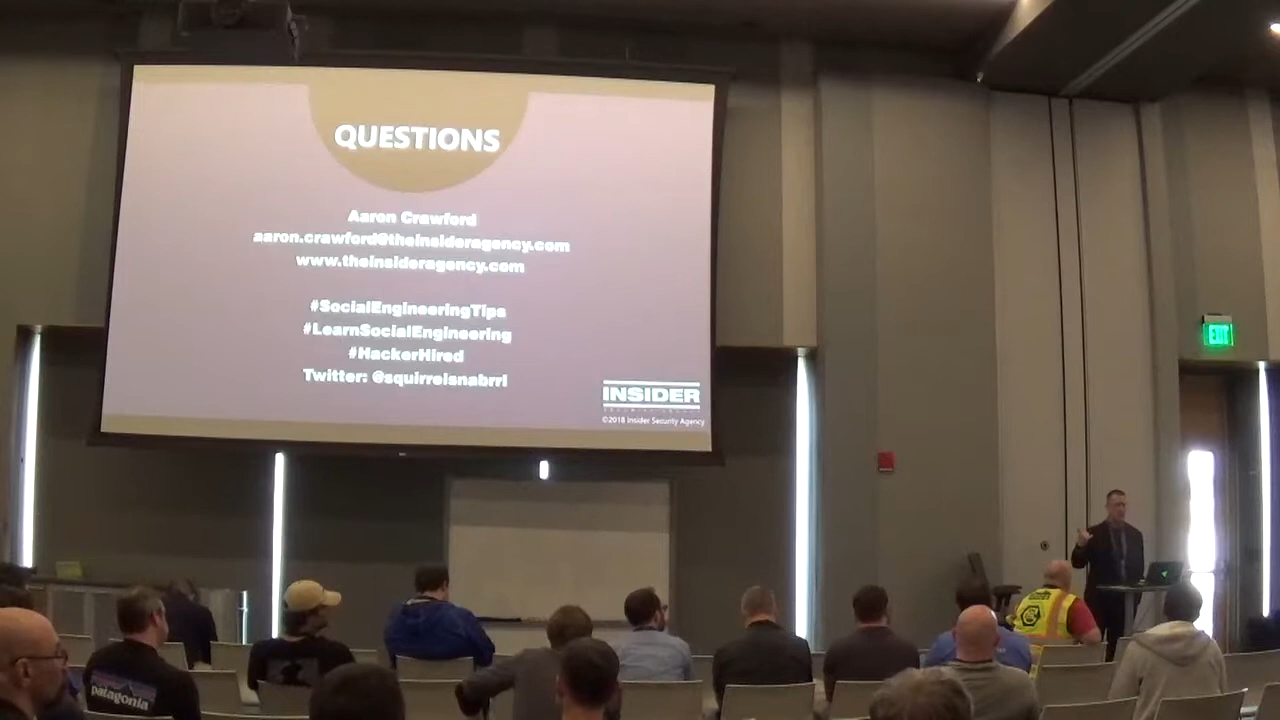 QUESTIONS
Aaron Crawford
aaron.crawford@theinsideragency.com
www.theinsideragency.com
#SocialEngineeringTips
#LearnSocialEngineering
#HackerHired
Twitter: @squirrelsnabrrl
INSIDER
©2018 Insider Security Agency
EXIT
patagonia